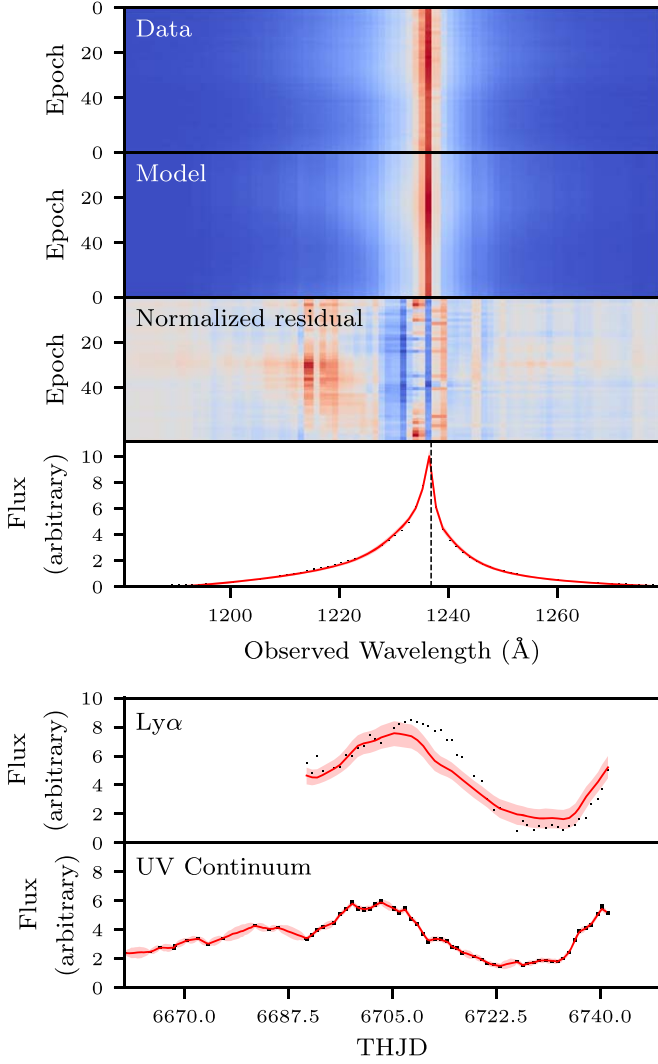 0
Data
20
Epoch
40
0
Model
20
Epoch
40
0
Normalized residual
20
Epoch
40
10
8
Flux
(arbitrary)
6
4
2
0
1200 1220 1240 1260
Observed Wavelength (Å)
10
Lyα
8
Flux
(arbitrary)
6
4
2
0
UV Continuum
8
Flux
(arbitrary)
6
4
2
0
6670.0 6687.5 6705.0 6722.5 6740.0
THJD